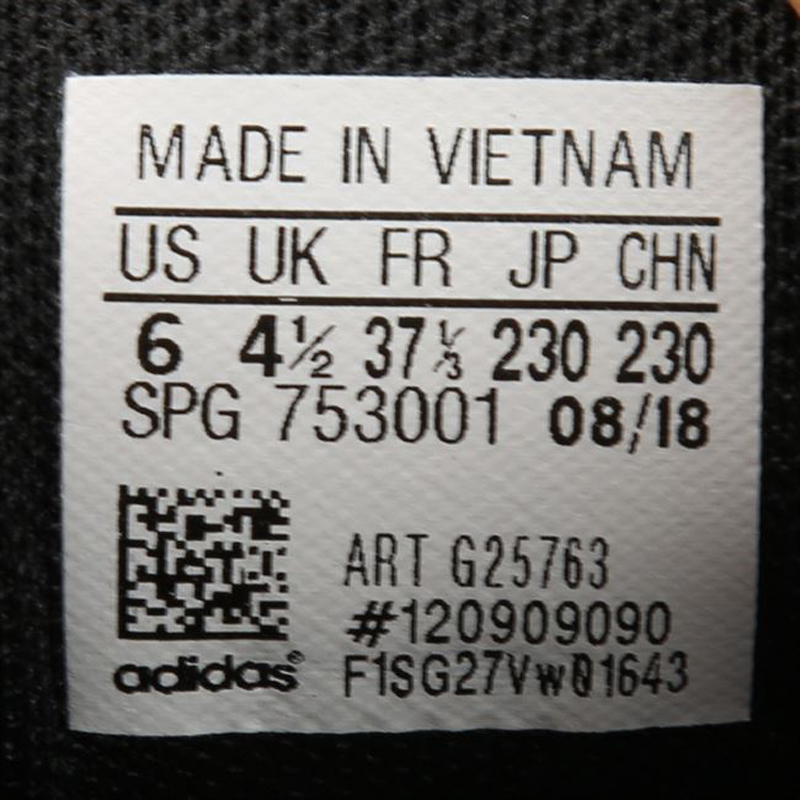 MADE IN VIETNAM
US UK FR JP CHN
6 4½ 37⅓ 230 230
SPG 753001 08/18
ART G25763
#120909090
adidas® F1SG27Vw01643